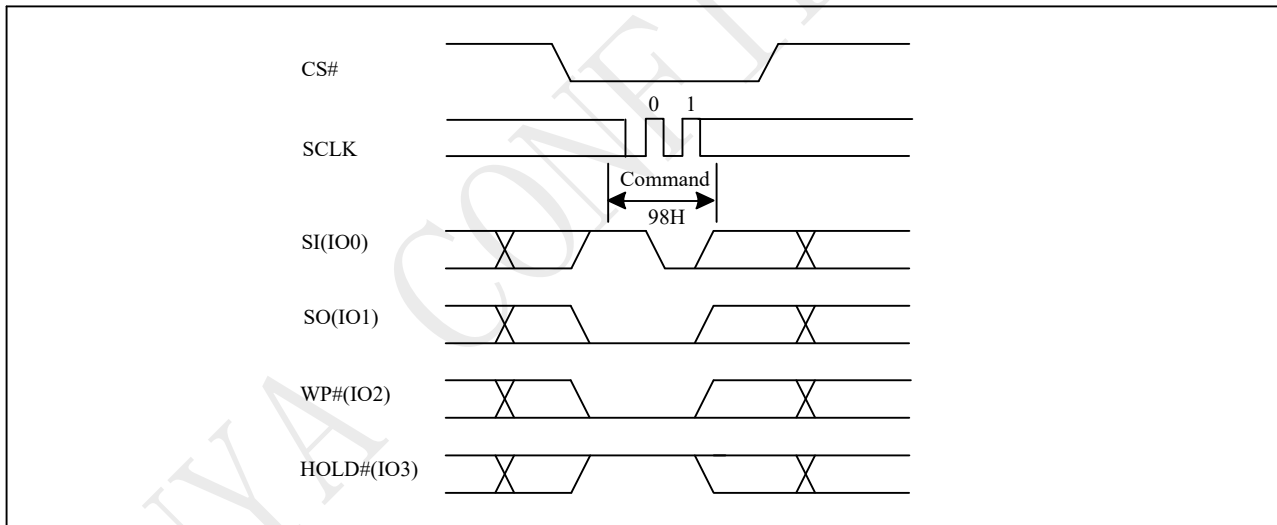 CS#
0 1
SCLK
Command
98H
SI(IO0)
SO(IO1)
WP#(IO2)
HOLD#(IO3)